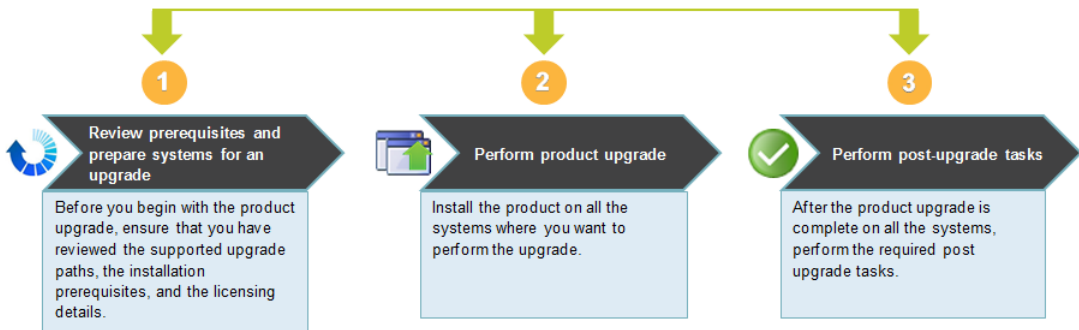 1
Review prerequisites and
prepare systems for an
upgrade
Before you begin with the product
upgrade, ensure that you have
reviewed the supported upgrade
paths, the installation
prerequisites, and the licensing
details.
2
Perform product upgrade
Install the product on all the
systems where you want to
perform the upgrade.
3
Perform post-upgrade tasks
After the product upgrade is
complete on all the systems,
perform the required post
upgrade tasks.